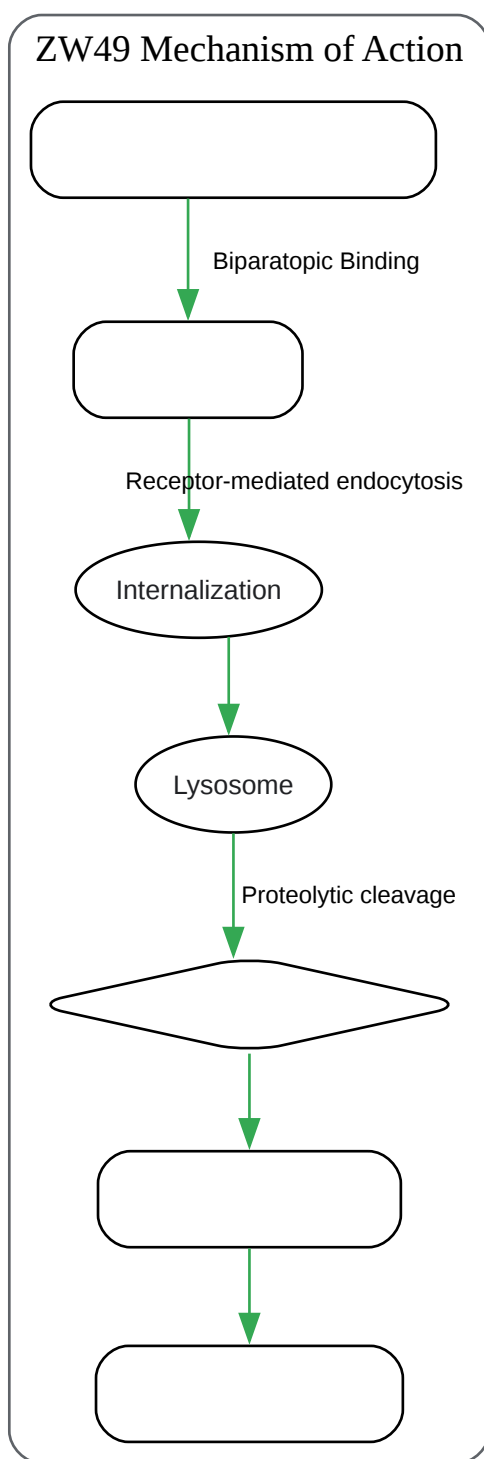 ZW49 Mechanism of Action
Biparatopic Binding
Receptor-mediated endocytosis
Internalization
Lysosome
Proteolytic cleavage